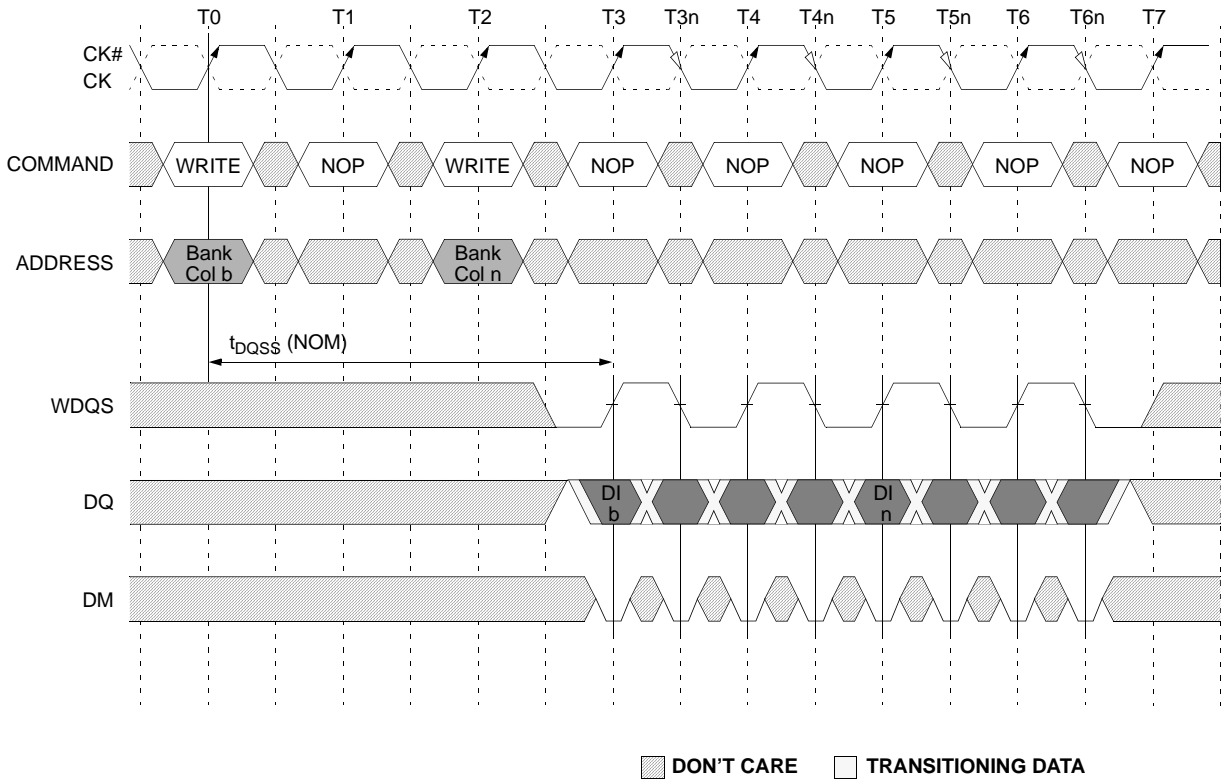 T0 T1 T2 T3 T3n T4 T4n T5 T5n T6 T6n T7
CK#
CK
COMMAND WRITE NOP WRITE NOP NOP NOP NOP NOP
ADDRESS Bank Col b Bank Col n
tDQSS (NOM)
WDQS
DQ DI b DI n
DM
DON'T CARE TRANSITIONING DATA